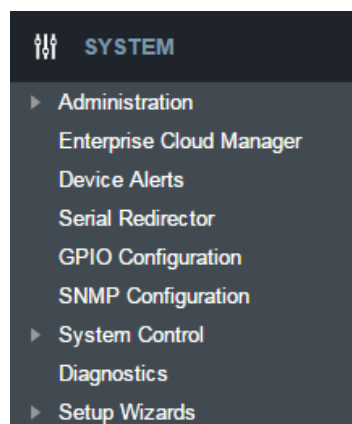 SYSTEM
Administration
Enterprise Cloud Manager
Device Alerts
Serial Redirector
GPIO Configuration
SNMP Configuration
System Control
Diagnostics
Setup Wizards